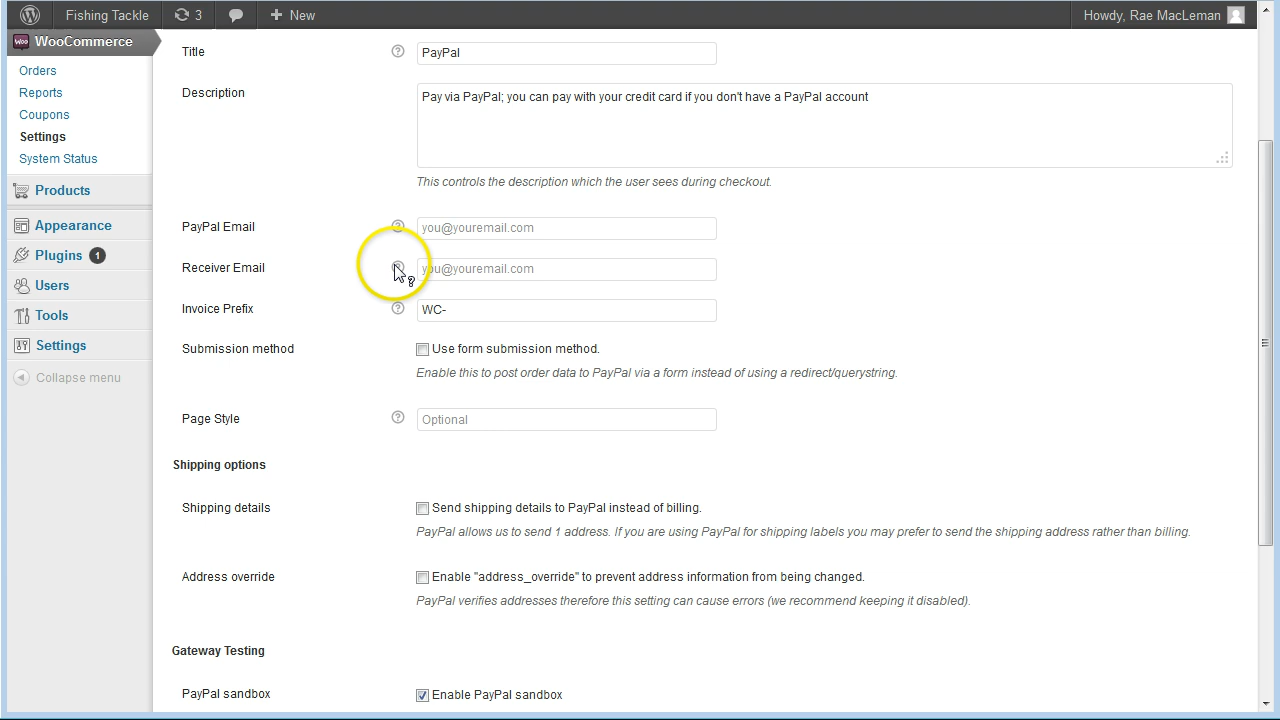 Fishing Tackle 3 + New Howdy, Rae MacLeman
Woo WooCommerce
Orders
Reports
Coupons
Settings
System Status
Products
Appearance
Plugins 1
Users
Tools
Settings
Collapse menu
Title ? PayPal
Description Pay via PayPal; you can pay with your credit card if you don't have a PayPal account
This controls the description which the user sees during checkout.
PayPal Email ? you@youremail.com
Receiver Email ? you@youremail.com
Invoice Prefix ? WC-
Submission method Use form submission method.
Enable this to post order data to PayPal via a form instead of using a redirect/querystring.
Page Style ? Optional
Shipping options
Shipping details Send shipping details to PayPal instead of billing.
PayPal allows us to send 1 address. If you are using PayPal for shipping labels you may prefer to send the shipping address rather than billing.
Address override Enable "address_override" to prevent address information from being changed.
PayPal verifies addresses therefore this setting can cause errors (we recommend keeping it disabled).
Gateway Testing
PayPal sandbox Enable PayPal sandbox